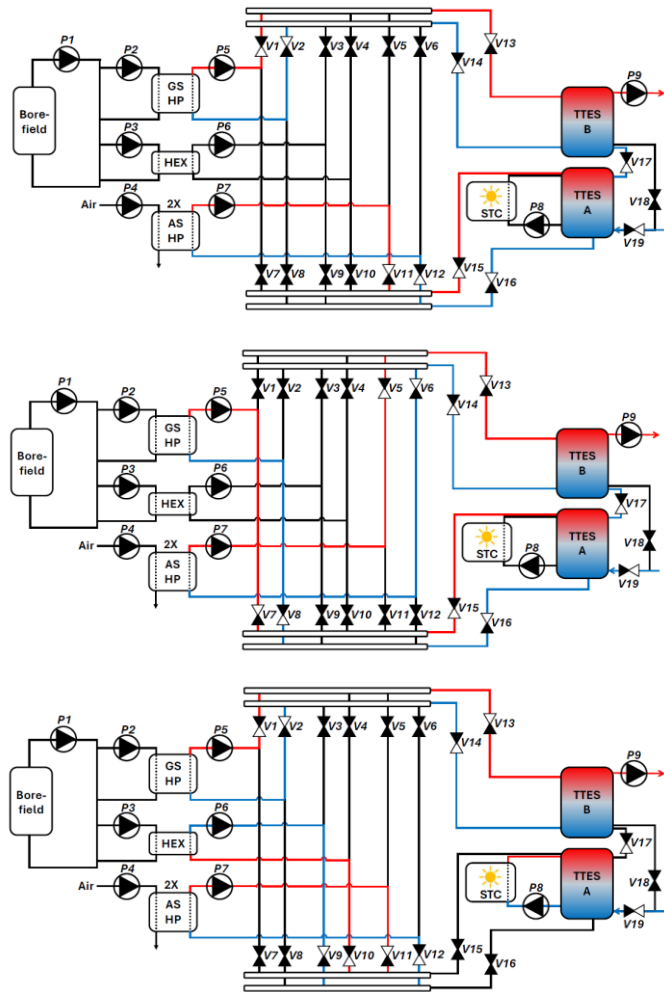 P1
P2
P5
V1
V2
V3
V4
V5
V6
V13
V14
P9
Bore-
field
GS
HP
TTES
B
P3
P6
HEX
V17
P4
2X
P7
Air
AS
HP
STC
P8
TTES
A
V18
V19
V7
V8
V9
V10
V11
V12
V15
V16
P1
P2
P5
V1
V2
V3
V4
V5
V6
V13
V14
P9
Bore-
field
GS
HP
TTES
B
P3
P6
HEX
V17
P4
2X
P7
Air
AS
HP
STC
P8
TTES
A
V18
V19
V7
V8
V9
V10
V11
V12
V15
V16
P1
P2
P5
V1
V2
V3
V4
V5
V6
V13
V14
P9
Bore-
field
GS
HP
TTES
B
P3
P6
HEX
V17
P4
2X
P7
Air
AS
HP
STC
P8
TTES
A
V18
V19
V7
V8
V9
V10
V11
V12
V15
V16